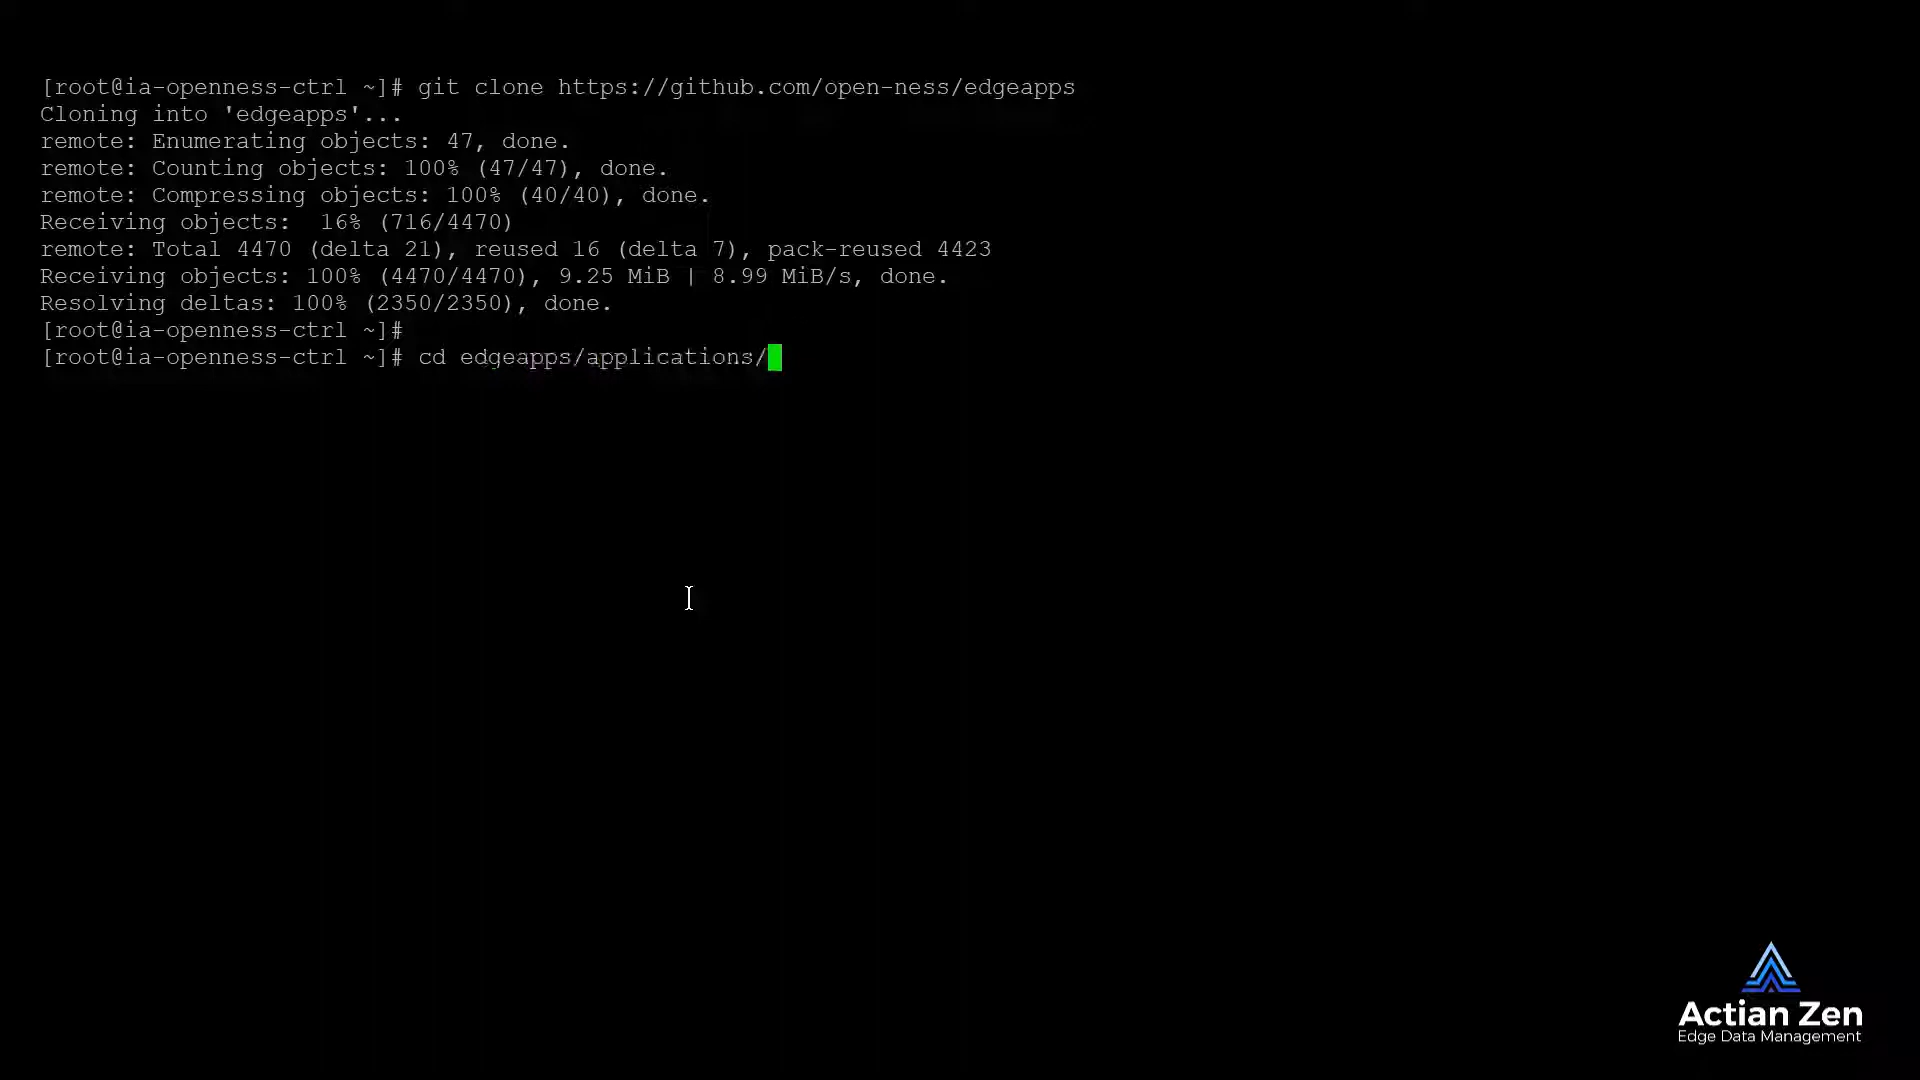 [root@ia-openness-ctrl ~]# git clone https://github.com/open-ness/edgeapps
Cloning into 'edgeapps'...
remote: Enumerating objects: 47, done.
remote: Counting objects: 100% (47/47), done.
remote: Compressing objects: 100% (40/40), done.
Receiving objects:  16% (716/4470)
remote: Total 4470 (delta 21), reused 16 (delta 7), pack-reused 4423
Receiving objects: 100% (4470/4470), 9.25 MiB | 8.99 MiB/s, done.
Resolving deltas: 100% (2350/2350), done.
[root@ia-openness-ctrl ~]#
[root@ia-openness-ctrl ~]# cd edgeapps/applications/
Actian Zen
Edge Data Management